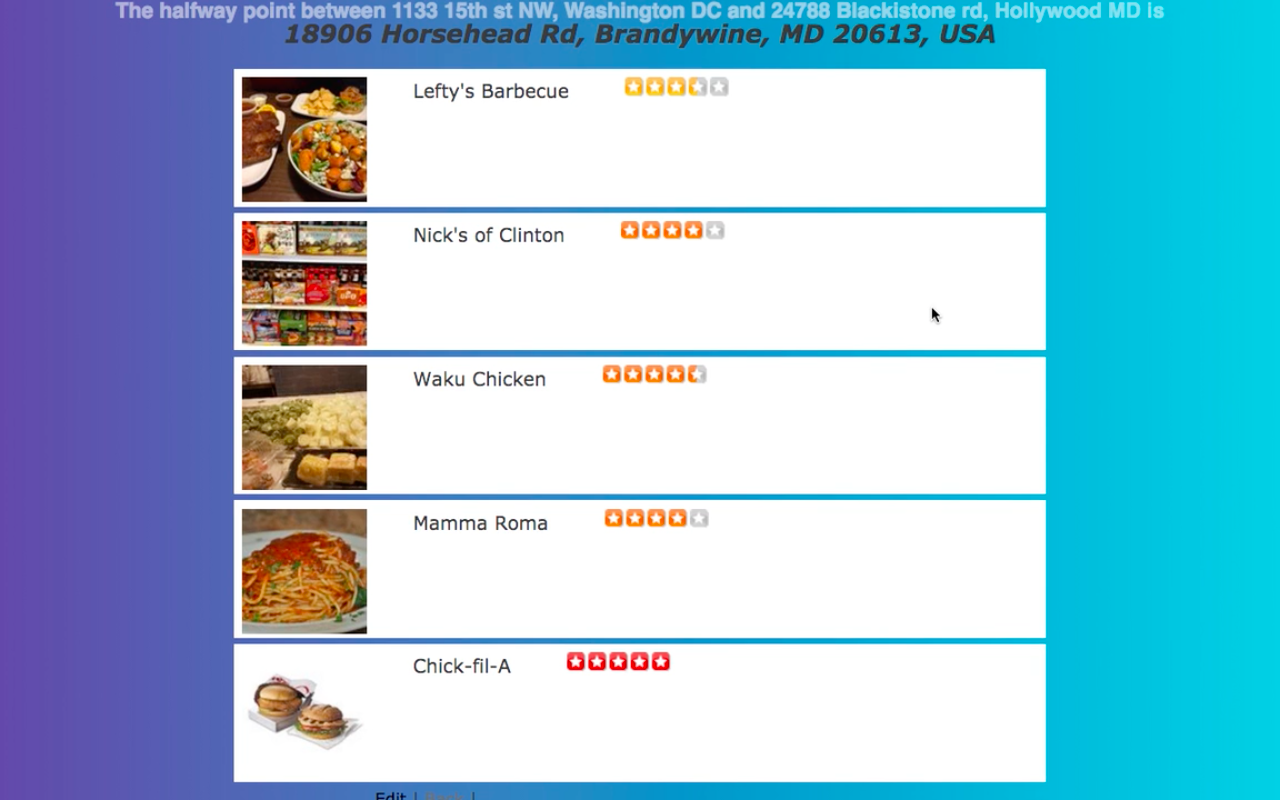 The halfway point between 1133 15th st NW, Washington DC and 24788 Blackistone rd, Hollywood MD is
18906 Horsehead Rd, Brandywine, MD 20613, USA
Lefty's Barbecue
Nick's of Clinton
Waku Chicken
Mamma Roma
Chick-fil-A
Edit | Back |